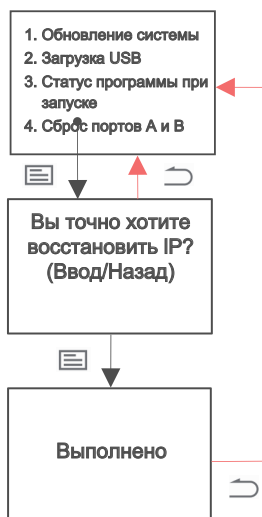 1. Обновление системы
2. Загрузка USB
3. Статус программы при
запуске
4. Сброс портов А и В
Вы точно хотите
восстановить IP?
(Ввод/Назад)
Выполнено